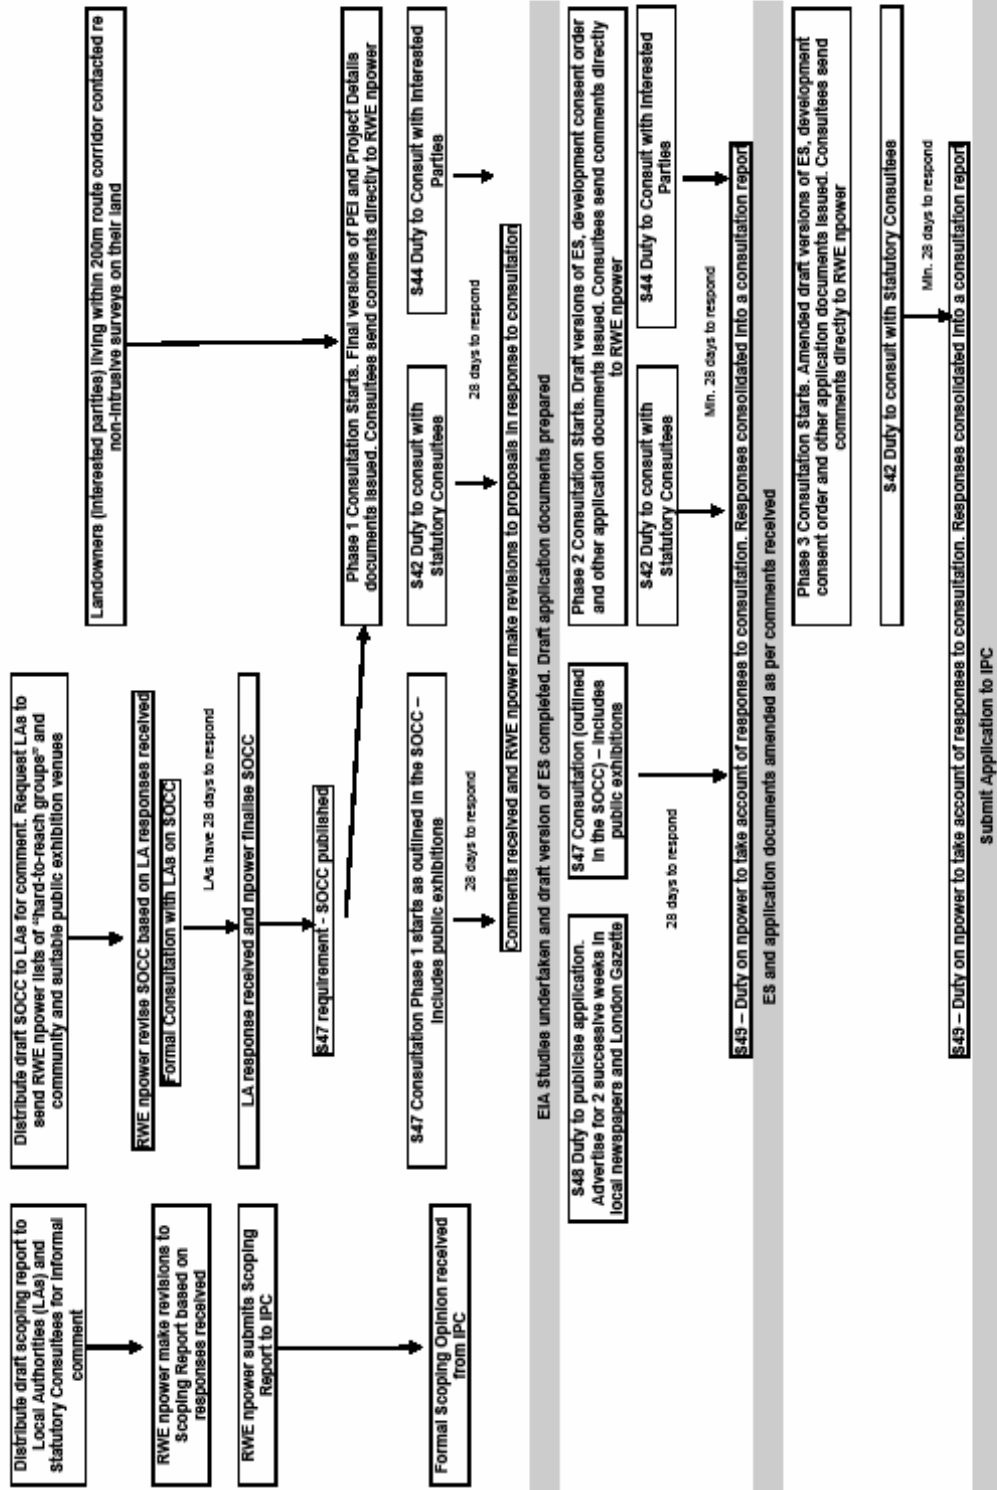 Distribute draft scoping report to
Local Authorities (LAs) and
Statutory Consultees for informal
comment
RWE npower make revisions to
Scoping Report based on
responses received
RWE npower submits Scoping
Report to IPC
Formal Scoping Opinion received
from IPC
Distribute draft SOCC to LAs for comment. Request LAs to
send RWE npower lists of "hard-to-reach groups" and
community and suitable public exhibition venues
RWE npower revise SOCC based on LA responses received
Formal Consultation with LAs on SOCC
LAs have 28 days to respond
LA response received and npower finalise SOCC
S47 requirement - SOCC published
Landowners (interested parities) living within 200m route corridor contacted re
non-intrusive surveys on their land
Phase 1 Consultation Starts. Final versions of PEI and Project Details
documents issued. Consultees send comments directly to RWE npower
S47 Consultation Phase 1 starts as outlined in the SOCC –
Includes public exhibitions
28 days to respond
S42 Duty to consult with
Statutory Consultees
S44 Duty to Consult with Interested
Parties
28 days to respond
Comments received and RWE npower make revisions to proposals in response to consultation
EIA Studies undertaken and draft version of ES completed. Draft application documents prepared
S48 Duty to publicise application.
Advertise for 2 successive weeks in
local newspapers and London Gazette
S47 Consultation (outlined
in the SOCC) – Includes
public exhibitions
28 days to respond
Phase 2 Consultation Starts. Draft versions of ES, development consent order
and other application documents issued. Consultees send comments directly
to RWE npower
S42 Duty to consult with
Statutory Consultees
S44 Duty to Consult with Interested
Parties
Min. 28 days to respond
S49 – Duty on npower to take account of responses to consultation. Responses consolidated into a consultation report
ES and application documents amended as per comments received
Phase 3 Consultation Starts. Amended draft versions of ES, development
consent order and other application documents issued. Consultees send
comments directly to RWE npower
S42 Duty to consult with Statutory Consultees
Min. 28 days to respond
S49 – Duty on npower to take account of responses to consultation. Responses consolidated into a consultation report
Submit Application to IPC